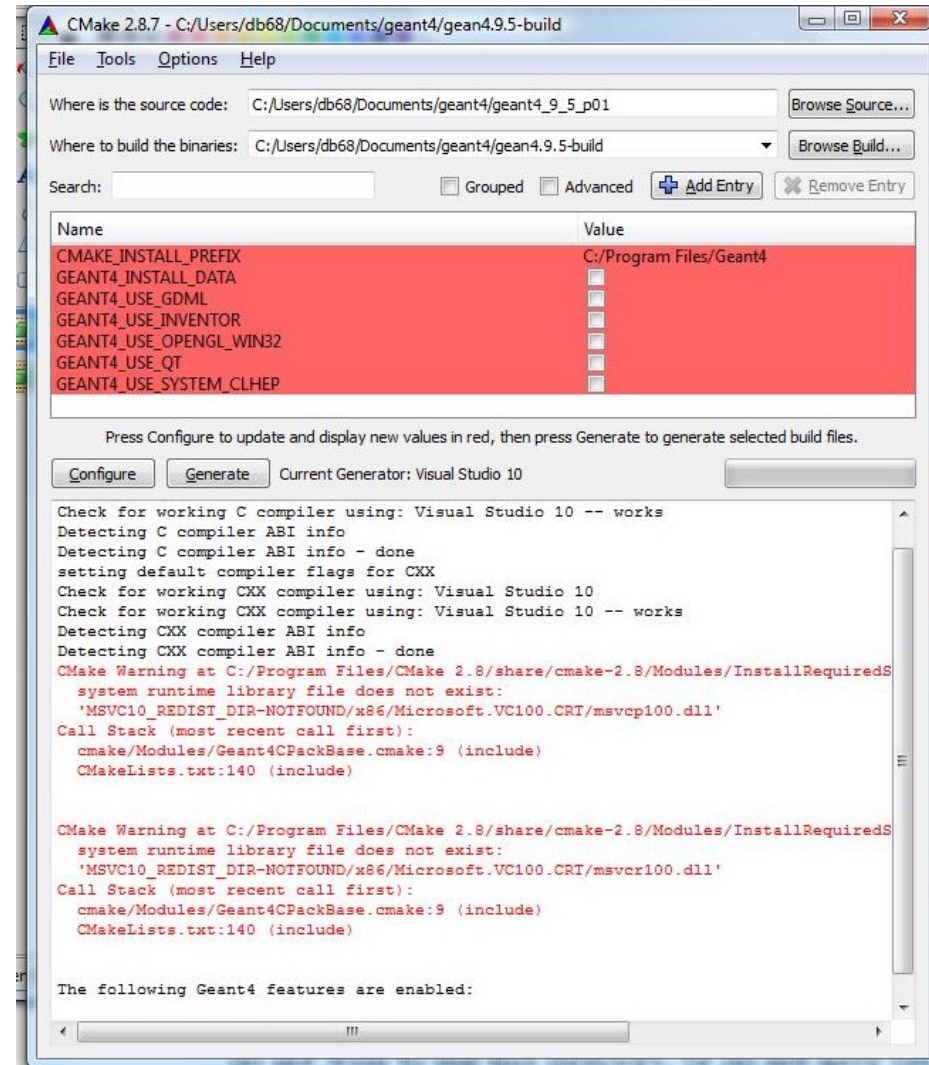 CMake 2.8.7 - C:/Users/db68/Documents/geant4/gean4.9.5-build
File Tools Options Help
Where is the source code: C:/Users/db68/Documents/geant4/geant4_9_5_p01 Browse Source...
Where to build the binaries: C:/Users/db68/Documents/geant4/gean4.9.5-build Browse Build...
Search: Grouped Advanced Add Entry Remove Entry
Name Value
CMAKE_INSTALL_PREFIX C:/Program Files/Geant4
GEANT4_INSTALL_DATA
GEANT4_USE_GDML
GEANT4_USE_INVENTOR
GEANT4_USE_OPENGL_WIN32
GEANT4_USE_QT
GEANT4_USE_SYSTEM_CLHEP
Press Configure to update and display new values in red, then press Generate to generate selected build files.
Configure Generate Current Generator: Visual Studio 10
Check for working C compiler using: Visual Studio 10 -- works
Detecting C compiler ABI info
Detecting C compiler ABI info - done
setting default compiler flags for CXX
Check for working CXX compiler using: Visual Studio 10
Check for working CXX compiler using: Visual Studio 10 -- works
Detecting CXX compiler ABI info
Detecting CXX compiler ABI info - done
CMake Warning at C:/Program Files/CMake 2.8/share/cmake-2.8/Modules/InstallRequiredS
system runtime library file does not exist:
'MSVC10_REDIST_DIR-NOTFOUND/x86/Microsoft.VC100.CRT/msvcp100.dll'
Call Stack (most recent call first):
cmake/Modules/Geant4CPackBase.cmake:9 (include)
CMakeLists.txt:140 (include)
CMake Warning at C:/Program Files/CMake 2.8/share/cmake-2.8/Modules/InstallRequiredS
system runtime library file does not exist:
'MSVC10_REDIST_DIR-NOTFOUND/x86/Microsoft.VC100.CRT/msvcr100.dll'
Call Stack (most recent call first):
cmake/Modules/Geant4CPackBase.cmake:9 (include)
CMakeLists.txt:140 (include)
The following Geant4 features are enabled: